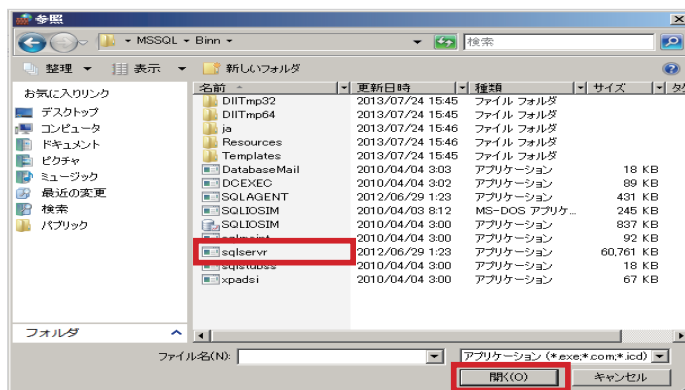 参照
MSSQL Binn
検索
整理 表示 新しいフォルダ
お気に入りリンク
デスクトップ
コンピュータ
ドキュメント
ピクチャ
ミュージック
最近の変更
検索
パブリック
フォルダ
名前 更新日時 種類 サイズ
DllTmp32 2013/07/24 15:45 ファイル フォルダ
DllTmp64 2013/07/24 15:45 ファイル フォルダ
ja 2013/07/24 15:46 ファイル フォルダ
Resources 2013/07/24 15:46 ファイル フォルダ
Templates 2013/07/24 15:45 ファイル フォルダ
DatabaseMail 2010/04/04 3:03 アプリケーション 18 KB
DCEXEC 2010/04/04 3:02 アプリケーション 89 KB
SQLAGENT 2012/06/29 1:23 アプリケーション 431 KB
SQLIOSIM 2010/04/03 8:12 MS-DOS アプリケ... 245 KB
SQLIOSIM 2010/04/04 3:00 アプリケーション 837 KB
2010/04/04 3:00 アプリケーション 92 KB
sqlservr 2012/06/29 1:23 アプリケーション 60,761 KB
2010/04/04 3:00 アプリケーション 18 KB
xpadsi 2010/04/04 3:00 アプリケーション 67 KB
ファイル名(N): アプリケーション (*.exe;*.com;*.icd)
開く(O) キャンセル